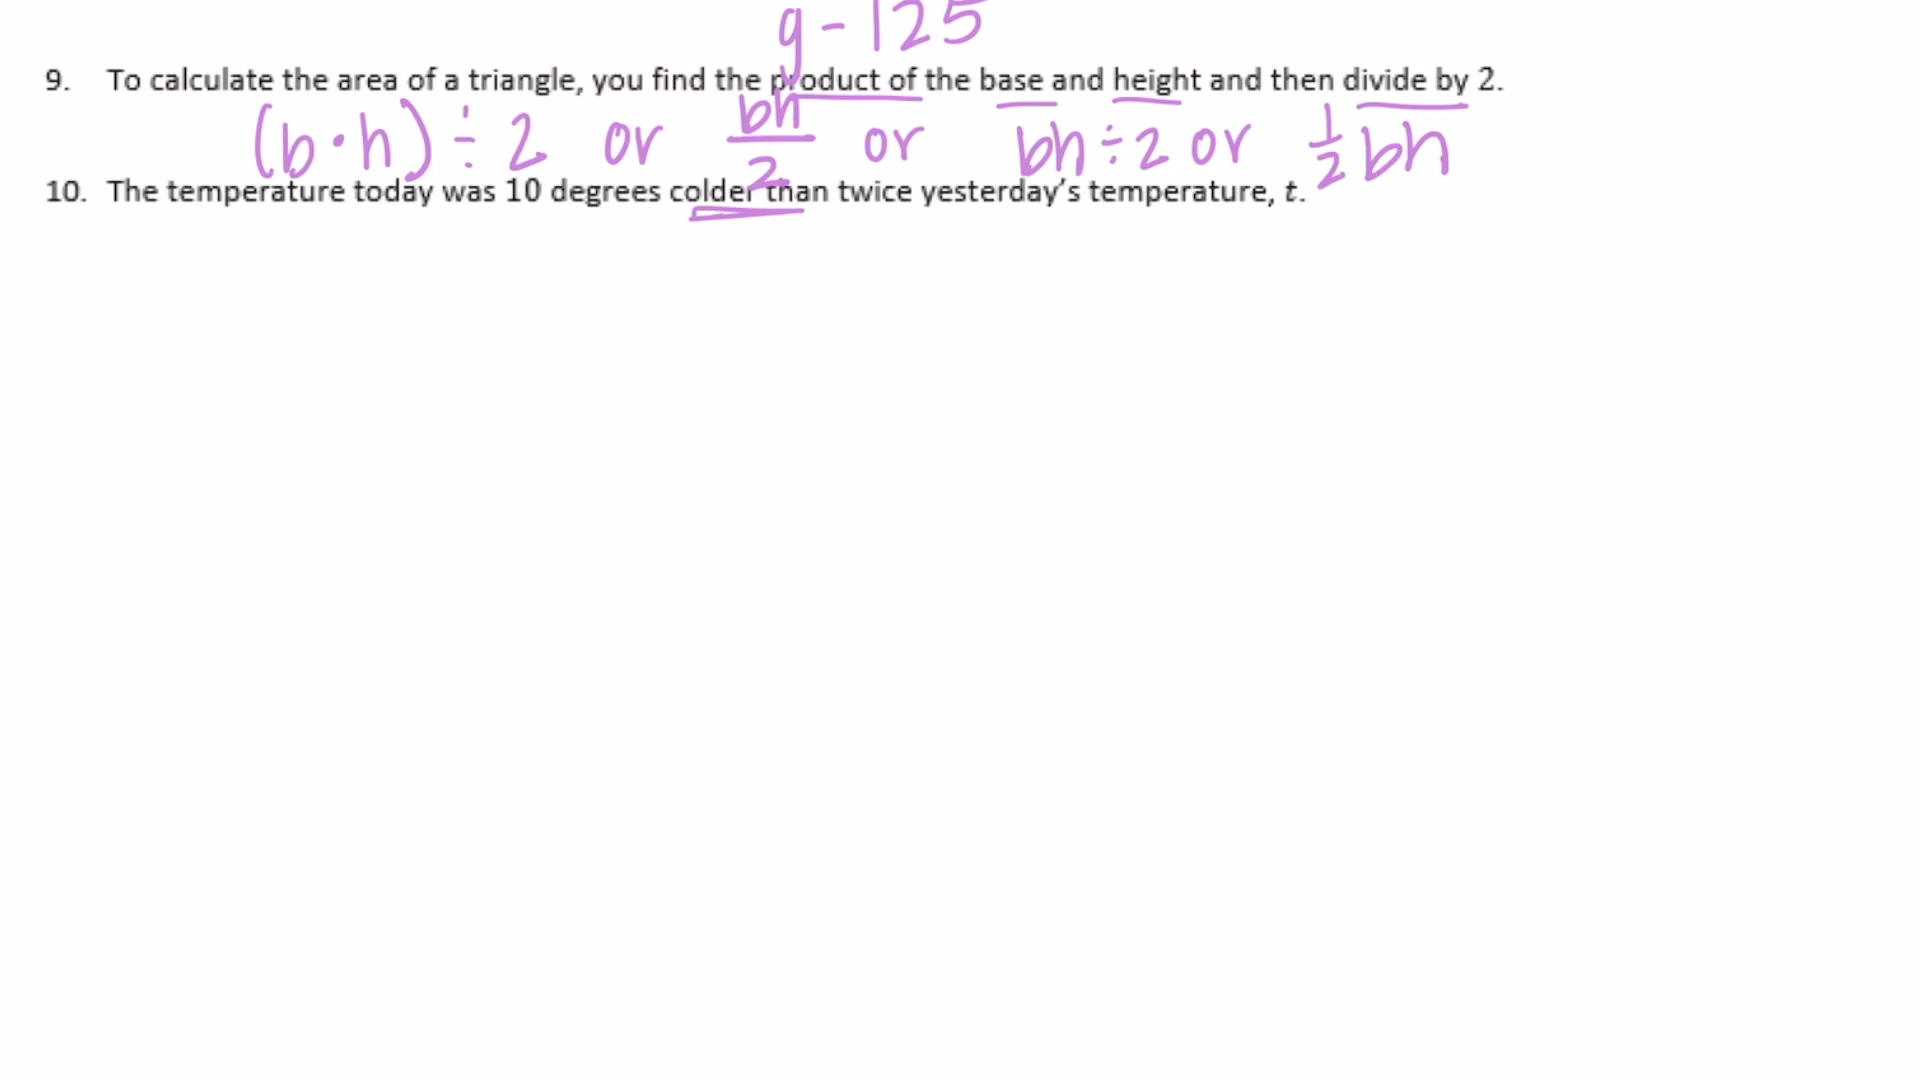 g - 125
9. To calculate the area of a triangle, you find the product of the base and height and then divide by 2.
(b · h) ÷ 2 or bh/2 or bh ÷ 2 or 1/2 bh
10. The temperature today was 10 degrees colder than twice yesterday's temperature, t.